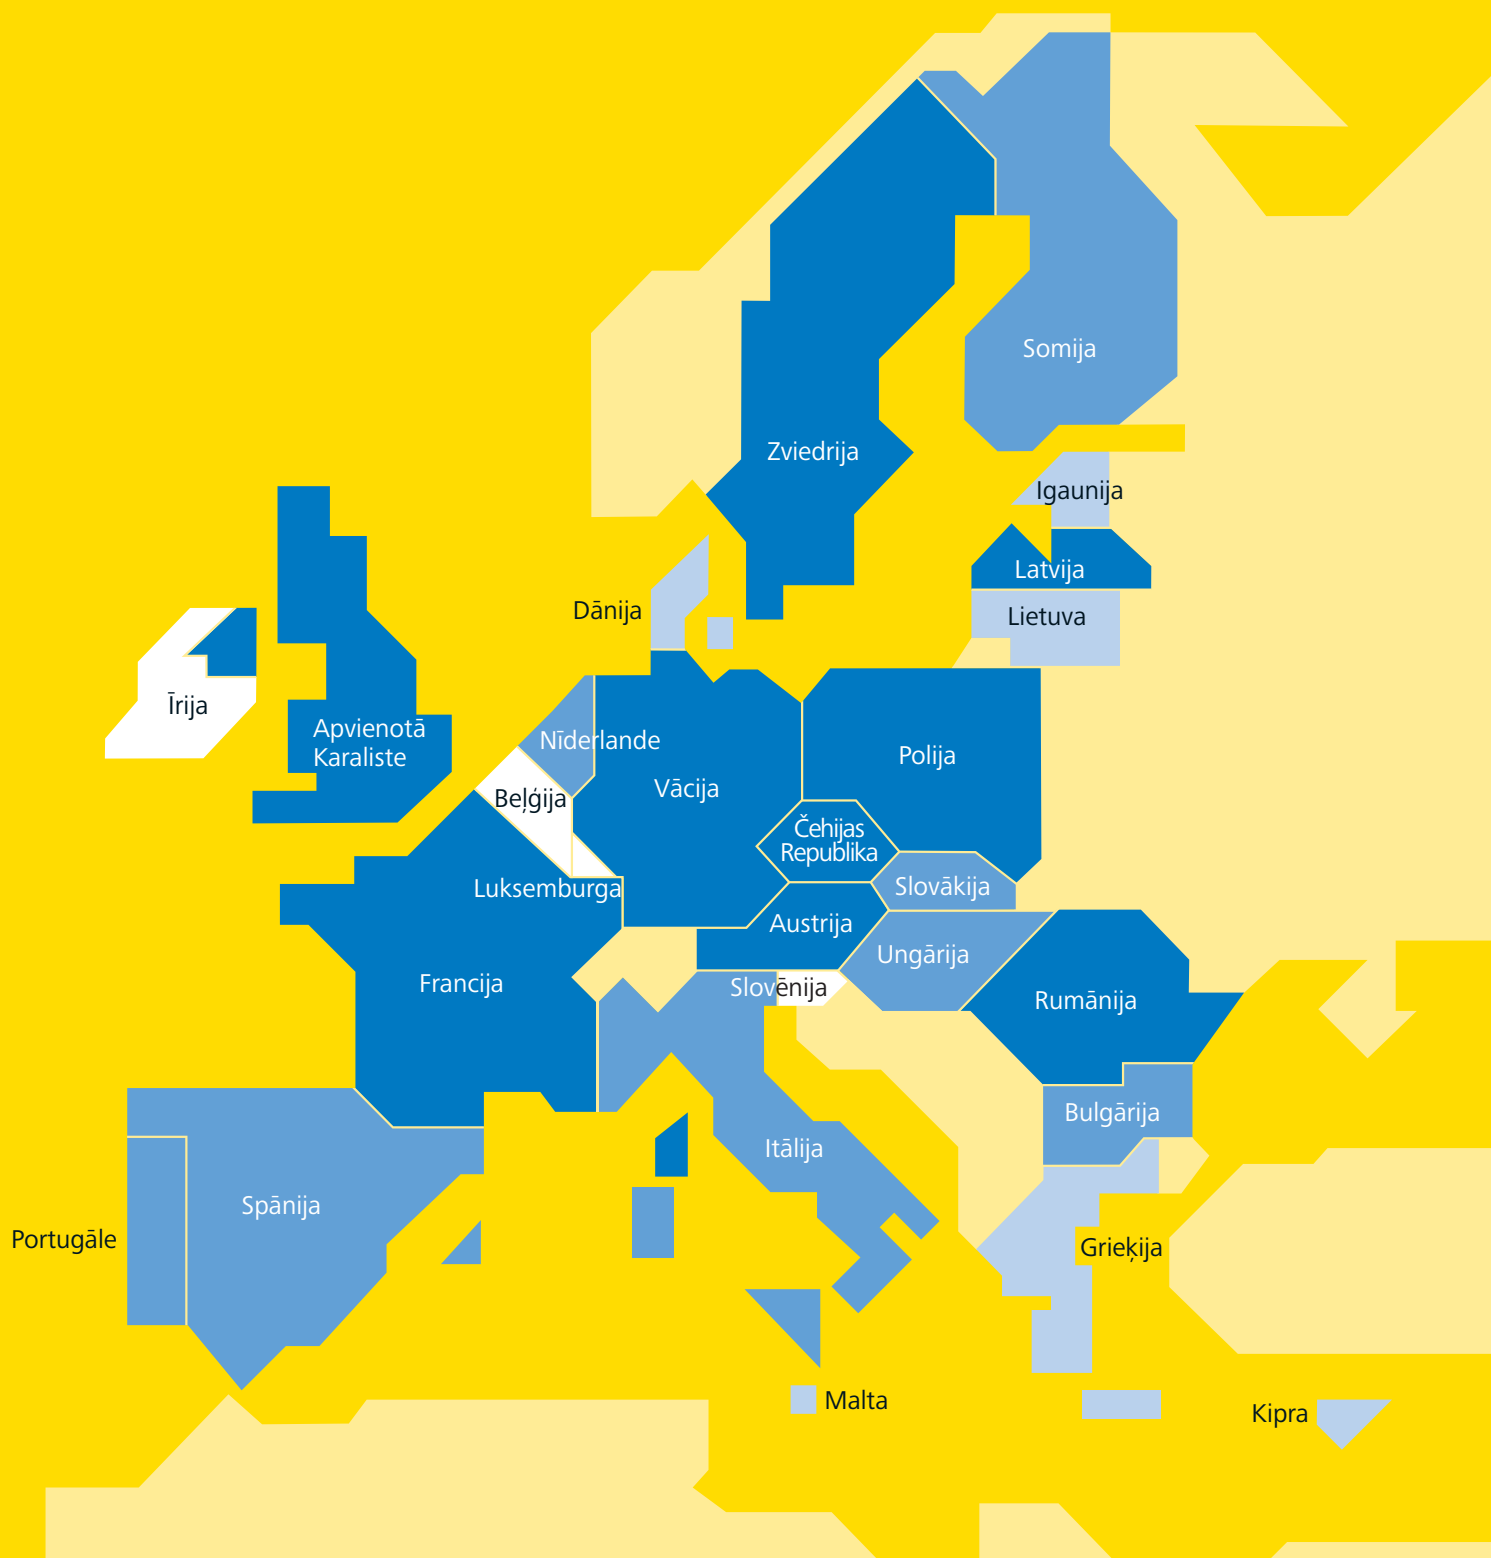 Somija
Zviedrija
Igaunija
Latvija
Dānija
Lietuva
Īrija
Apvienotā
Karaliste
Nīderlande
Polija
Vācija
Beļģija
Čehijas
Republika
Luksemburga
Slovākija
Austrija
Ungārija
Francija
Slovēnija
Rumānija
Bulgārija
Itālija
Spānija
Portugāle
Grieķija
Malta
Kipra